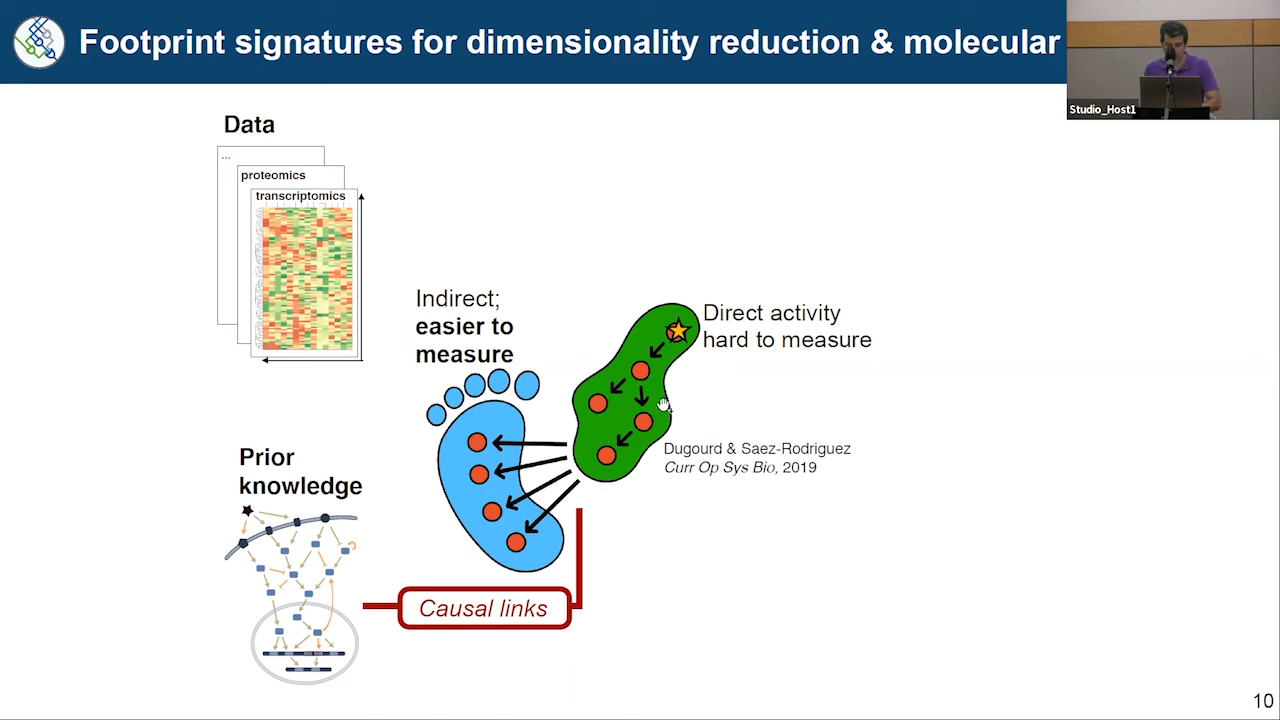 Footprint signatures for dimensionality reduction & molecular
Studio_Host1
Data
...
proteomics
transcriptomics
Indirect;
easier to
measure
Direct activity
hard to measure
Dugourd & Saez-Rodriguez
Curr Op Sys Bio, 2019
Prior
knowledge
Causal links
10